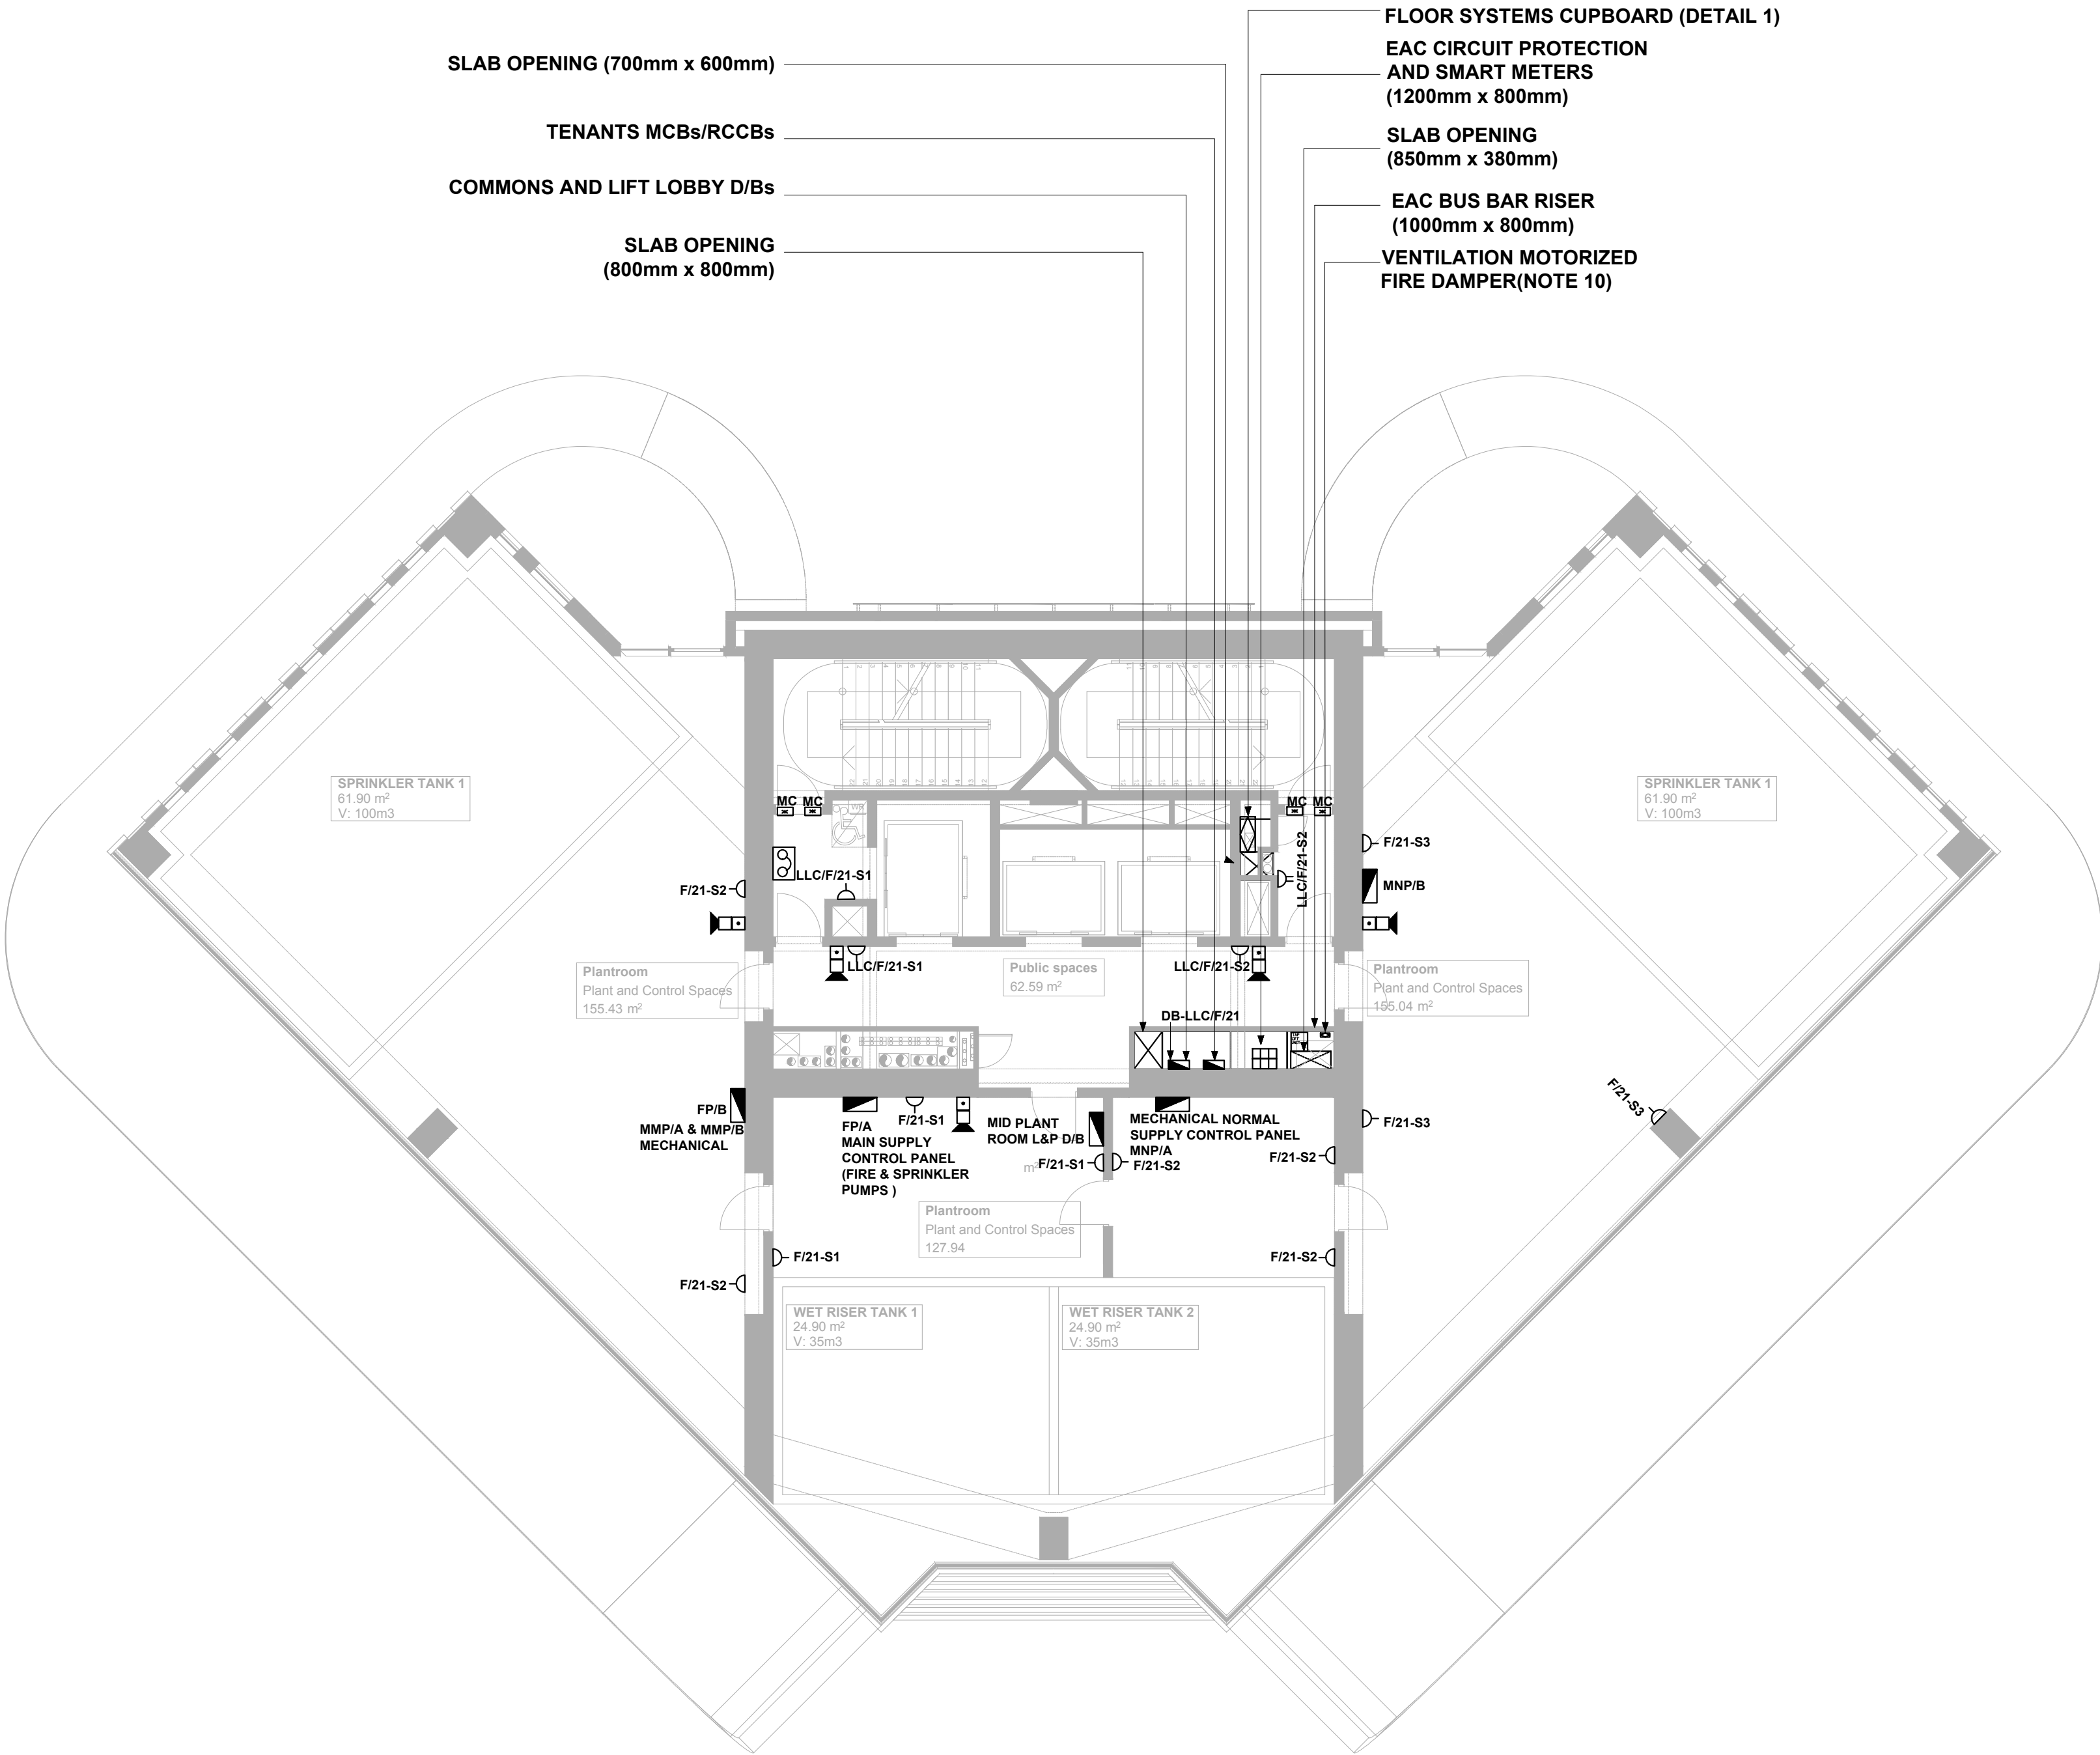 FLOOR SYSTEMS CUPBOARD (DETAIL 1)
SLAB OPENING (700mm x 600mm)
EAC CIRCUIT PROTECTION
AND SMART METERS
(1200mm x 800mm)
TENANTS MCBs/RCCBs
SLAB OPENING
(850mm x 380mm)
COMMONS AND LIFT LOBBY D/Bs
EAC BUS BAR RISER
(1000mm x 800mm)
SLAB OPENING
(800mm x 800mm)
VENTILATION MOTORIZED
FIRE DAMPER(NOTE 10)
SPRINKLER TANK 1
61.90 m²
V: 100m3
SPRINKLER TANK 1
61.90 m²
V: 100m3
MC
MC
WR
MC
MC
LLC/F/21-S2
F/21-S3
LLC/F/21-S1
F/21-S2
MNP/B
LLC/F/21-S1
LLC/F/21-S2
Plantroom
Plant and Control Spaces
155.43 m²
Public spaces
62.59 m²
Plantroom
Plant and Control Spaces
155.04 m²
DB-LLC/F/21
FP/B
MMP/A & MMP/B
MECHANICAL
FP/A
MAIN SUPPLY
CONTROL PANEL
(FIRE & SPRINKLER
PUMPS )
F/21-S1
MID PLANT
ROOM L&P D/B
m²
F/21-S1
MECHANICAL NORMAL
SUPPLY CONTROL PANEL
MNP/A
F/21-S2
F/21-S2
F/21-S3
F/21-S3
Plantroom
Plant and Control Spaces
127.94
F/21-S1
F/21-S2
F/21-S2
WET RISER TANK 1
24.90 m²
V: 35m3
WET RISER TANK 2
24.90 m²
V: 35m3